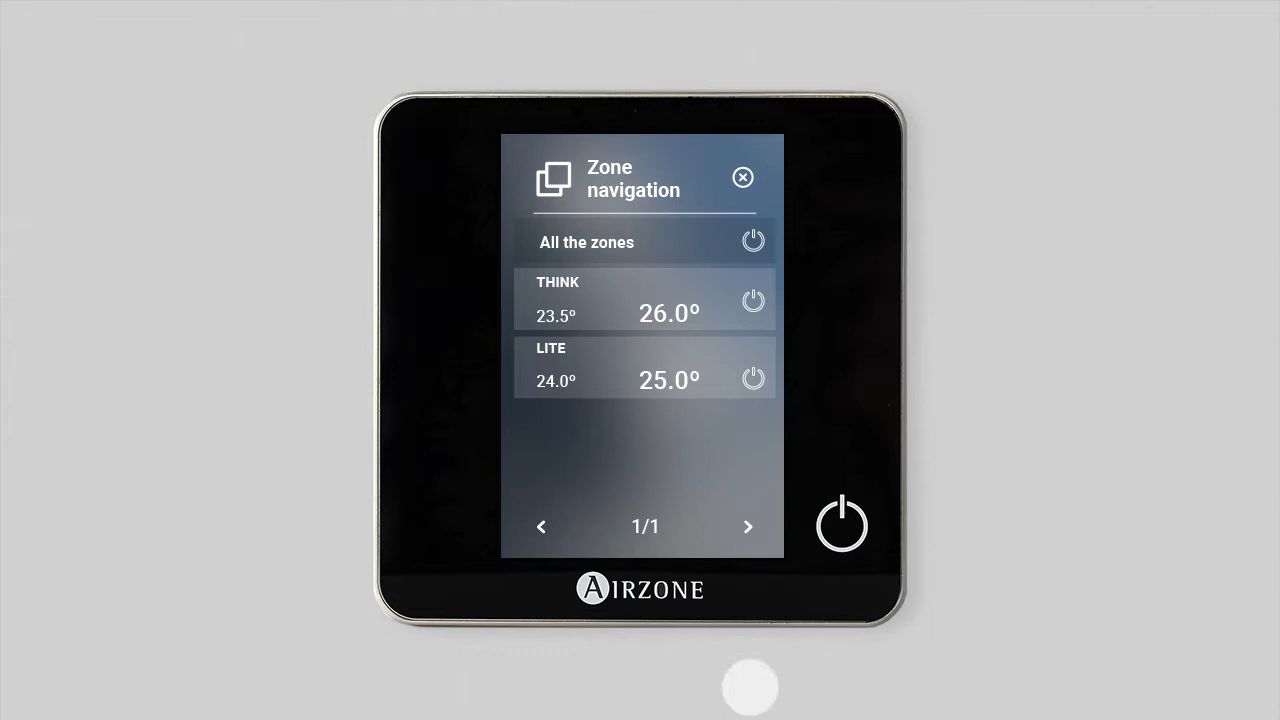 Zone
navigation
All the zones
THINK
23.5º 26.0º
LITE
24.0º 25.0º
1/1
AIRZONE